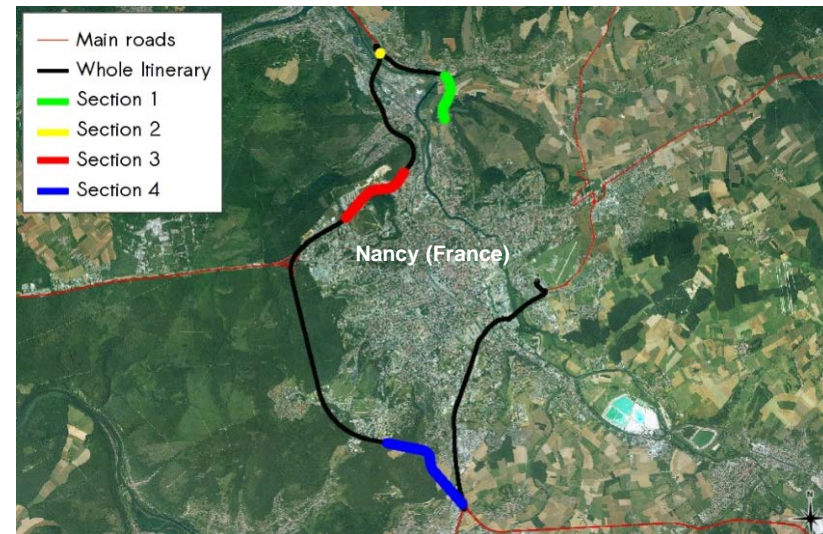 Main roads
Whole Itinerary
Section 1
Section 2
Section 3
Section 4
Nancy (France)
N